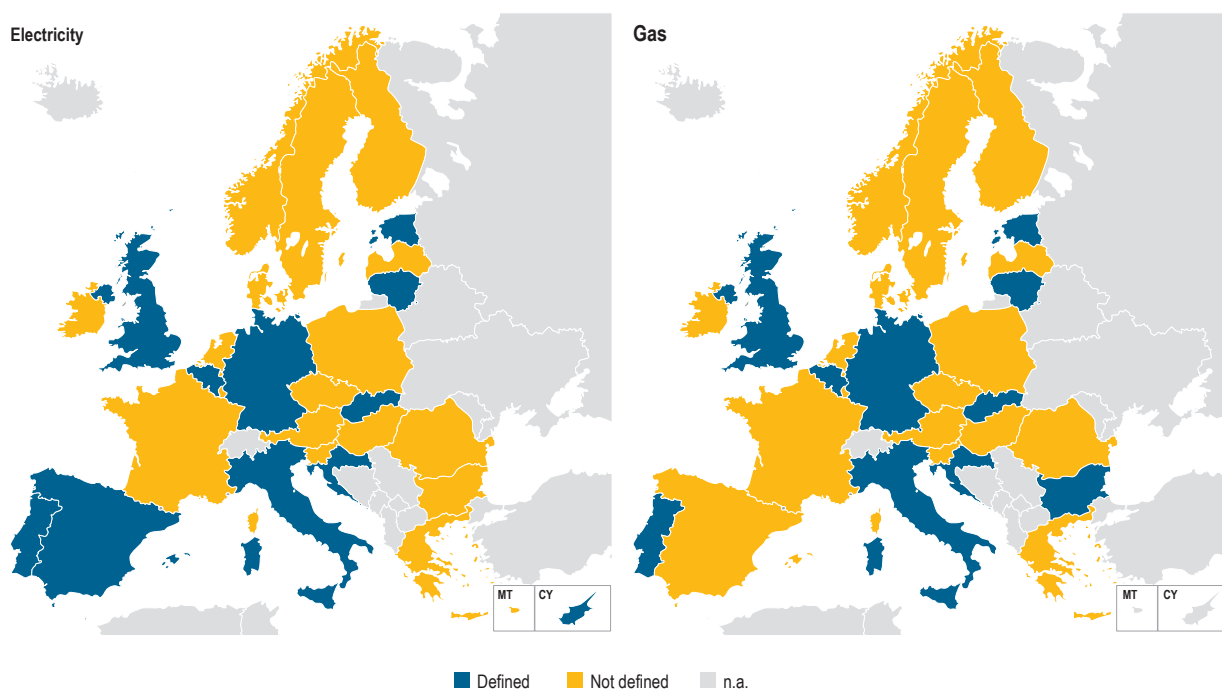 Electricity
Gas
MT
CY
MT
CY
Defined
Not defined
n.a.